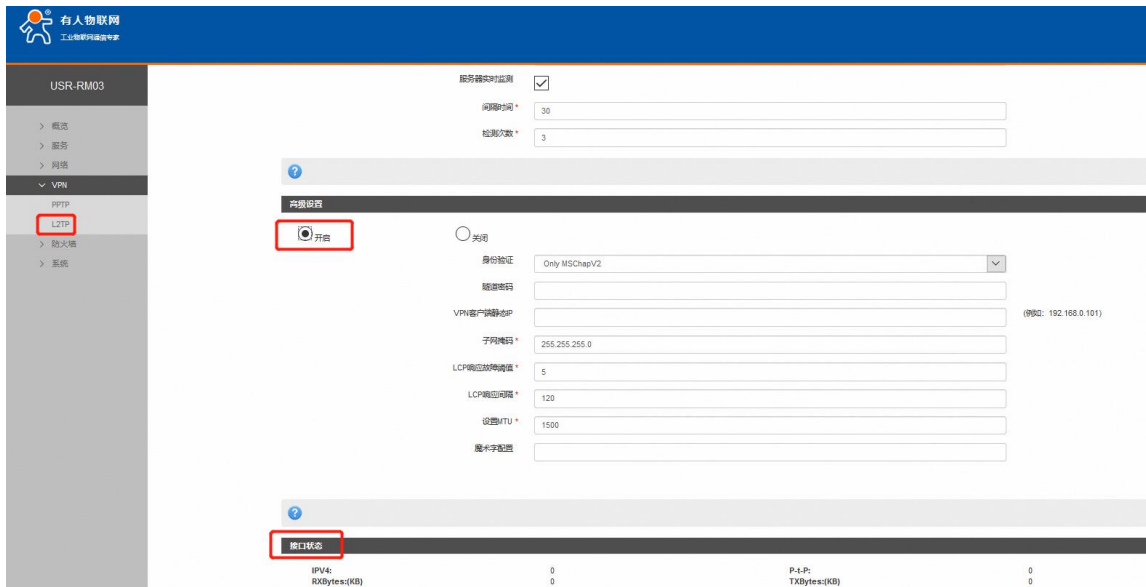 有人物联网
工业物联网通信专家
USR-RM03
概览
服务
网络
VPN
PPTP
L2TP
防火墙
系统
服务器实时监测
间隔时间 * 30
检测次数 * 3
高级设置
开启 关闭
身份验证 Only MSChapV2
隧道密码
VPN客户端静态IP (例如：192.168.0.101)
子网掩码 * 255.255.255.0
LCP响应故障阈值 * 5
LCP响应间隔 * 120
设置MTU * 1500
魔术字配置
接口状态
IPV4: 0 P-t-P: 0
RXBytes:(KB) 0 TXBytes:(KB) 0